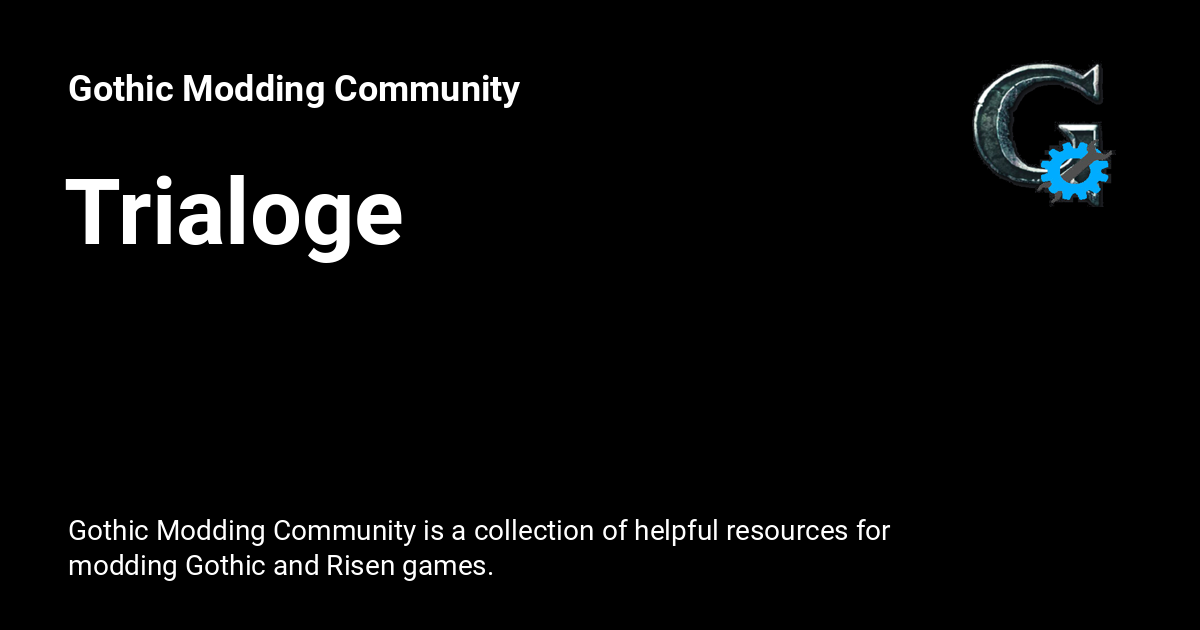 Gothic Modding Community
Trialoge
Gothic Modding Community is a collection of helpful resources for
modding Gothic and Risen games.